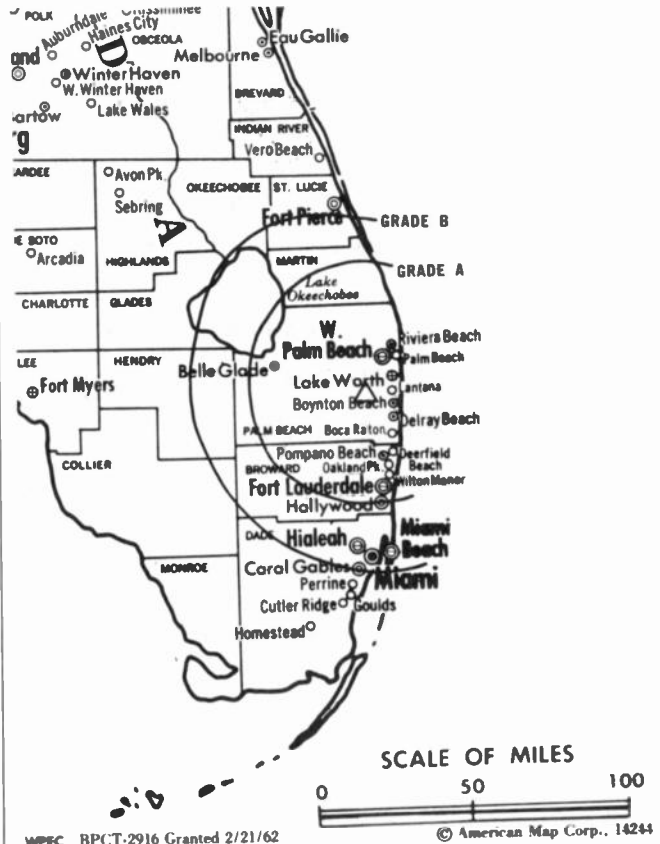 POLK
Auburndale
Haines City
OSCEOLA
Eau Gallie
Melbourne
D
and
Winter Haven
W. Winter Haven
Lake Wales
artow
g
BREVARD
INDIAN RIVER
Vero Beach
ARDEE
Avon Pk.
Sebring
OKEECHOBEE
ST. LUCIE
Fort Pierce
GRADE B
A
E SOTO
Arcadia
HIGHLANDS
MARTIN
GRADE A
Lake
Okeechobee
CHARLOTTE
GLADES
W.
Palm Beach
Riviera Beach
Palm Beach
LEE
HENDRY
Belle Glade
Fort Myers
Lake Worth
Lantana
Boynton Beach
Delray Beach
PALM BEACH
Boca Raton
COLLIER
Pompano Beach
Deerfield
Beach
BROWARD
Oakland Pk.
Fort Lauderdale
Wilton Manor
Hallywood
DADE
Hialeah
Miami
Beach
MONROE
Coral Gables
Miami
Perrine
Cutler Ridge
Goulds
Homestead
SCALE OF MILES
0 50 100
WPEC BPCT-2916 Granted 2/21/62
© American Map Corp., 14244